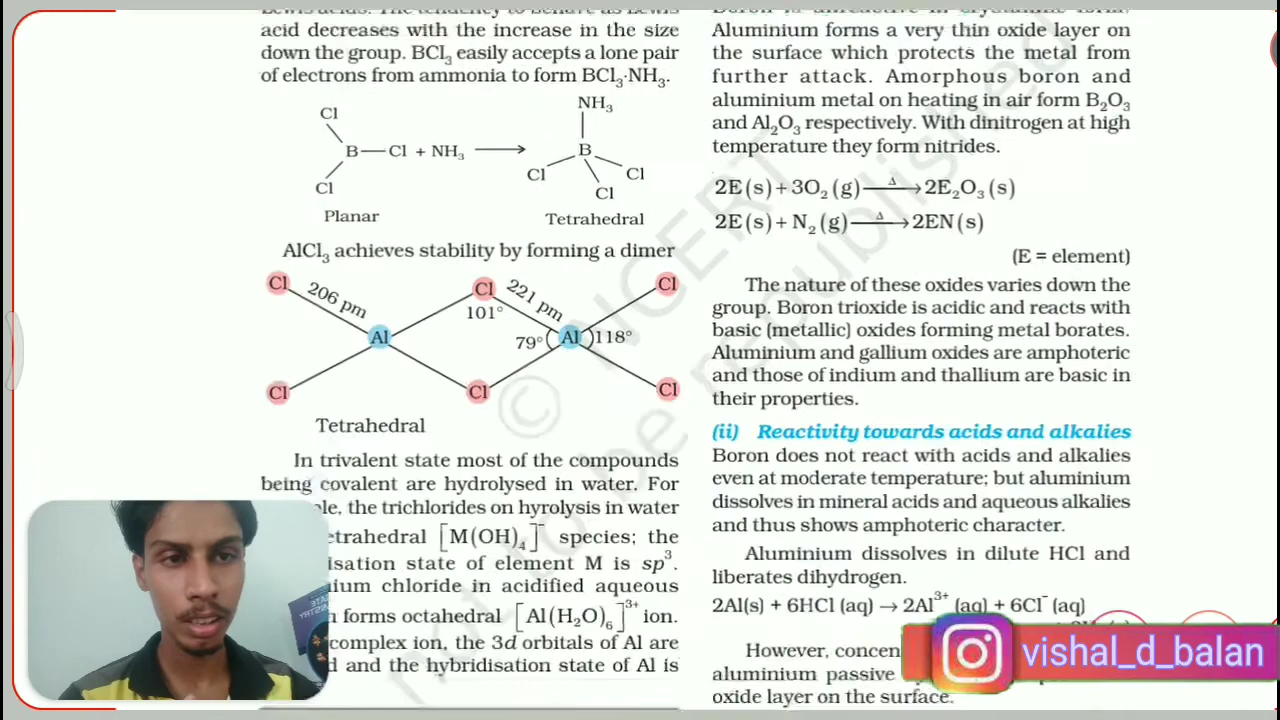 acid decreases with the increase in the size
down the group. BCl₃ easily accepts a lone pair
of electrons from ammonia to form BCl₃·NH₃.
Cl
B—Cl + NH₃ ⟶
Cl
Planar
NH₃
B
Cl Cl
Cl
Tetrahedral
AlCl₃ achieves stability by forming a dimer
Cl 206 pm Cl 221 pm Cl
101°
Al 79° Al 118°
Cl Cl Cl
Tetrahedral
In trivalent state most of the compounds
being covalent are hydrolysed in water. For
le, the trichlorides on hyrolysis in water
etrahedral [M(OH)₄]⁻ species; the
isation state of element M is sp³.
ium chloride in acidified aqueous
forms octahedral [Al(H₂O)₆]³⁺ ion.
complex ion, the 3d orbitals of Al are
and the hybridisation state of Al is
Aluminium forms a very thin oxide layer on
the surface which protects the metal from
further attack. Amorphous boron and
aluminium metal on heating in air form B₂O₃
and Al₂O₃ respectively. With dinitrogen at high
temperature they form nitrides.
2E(s) + 3O₂(g) —Δ→ 2E₂O₃(s)
2E(s) + N₂(g) —Δ→ 2EN(s)
(E = element)
The nature of these oxides varies down the
group. Boron trioxide is acidic and reacts with
basic (metallic) oxides forming metal borates.
Aluminium and gallium oxides are amphoteric
and those of indium and thallium are basic in
their properties.
(ii) Reactivity towards acids and alkalies
Boron does not react with acids and alkalies
even at moderate temperature; but aluminium
dissolves in mineral acids and aqueous alkalies
and thus shows amphoteric character.
Aluminium dissolves in dilute HCl and
liberates dihydrogen.
2Al(s) + 6HCl (aq) → 2Al³⁺ (aq) + 6Cl⁻ (aq)
However, concen
aluminium passive
oxide layer on the surface.
© NCERT
not to be republished
vishal_d_balan